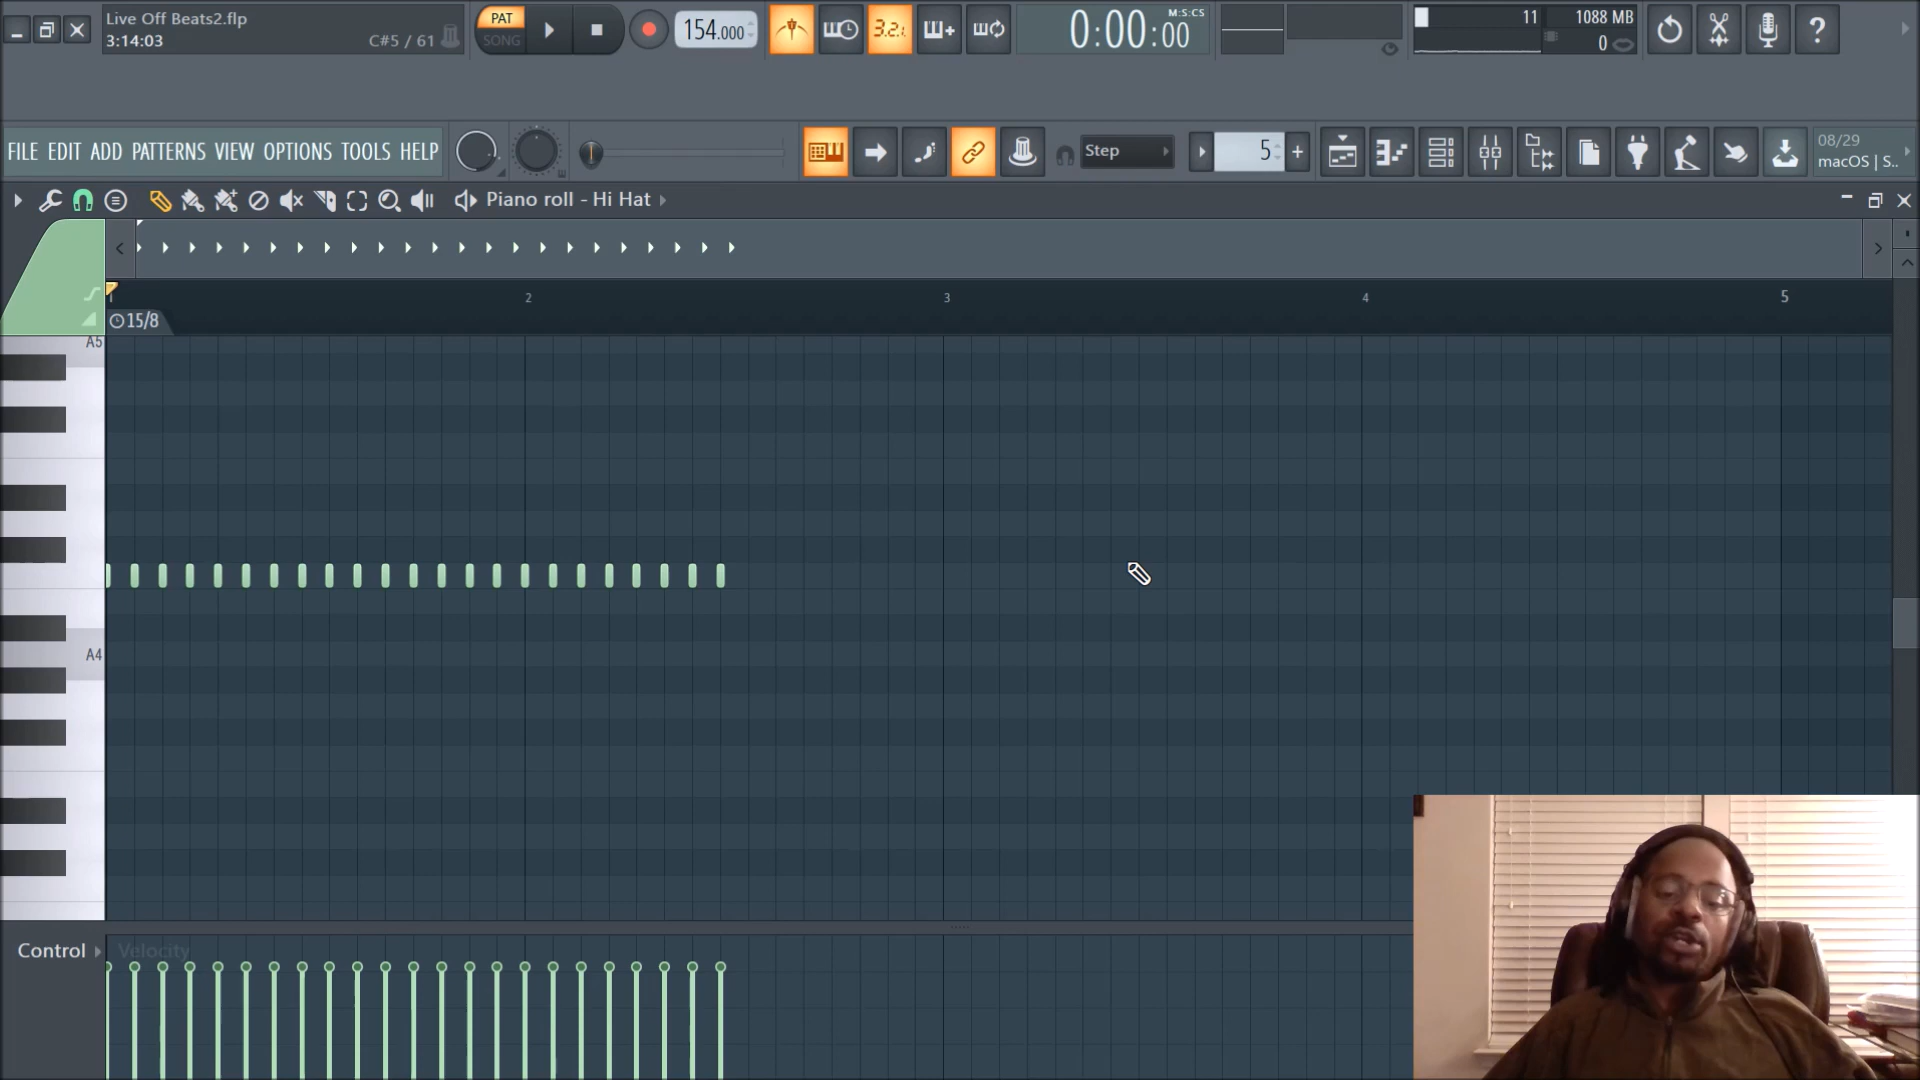 Live Off Beats2.flp
3:14:03
C#5 / 61
PAT
SONG
154.000
3.2.
0:00:00
M:S:CS
11
1088 MB
0
?
FILE EDIT ADD PATTERNS VIEW OPTIONS TOOLS HELP
Step
5
+
08/29
macOS | S..
Piano roll - Hi Hat
2
3
4
5
15/8
A5
A4
Control
Velocity